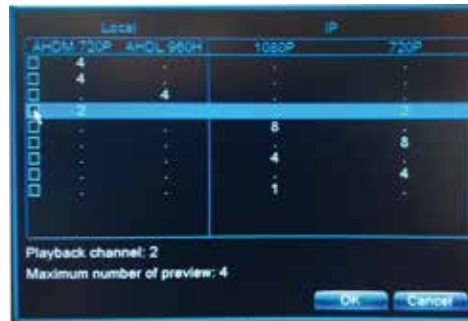 Local IP
AHDM 720P AHDL 960H 1080P 720P
4 . . .
4 . . .
. 4 . .
2 . . 2
. . 8 .
. . . 8
. . 4 .
. . . 4
. . 1 .
Playback channel: 2
Maximum number of preview: 4
OK Cancel